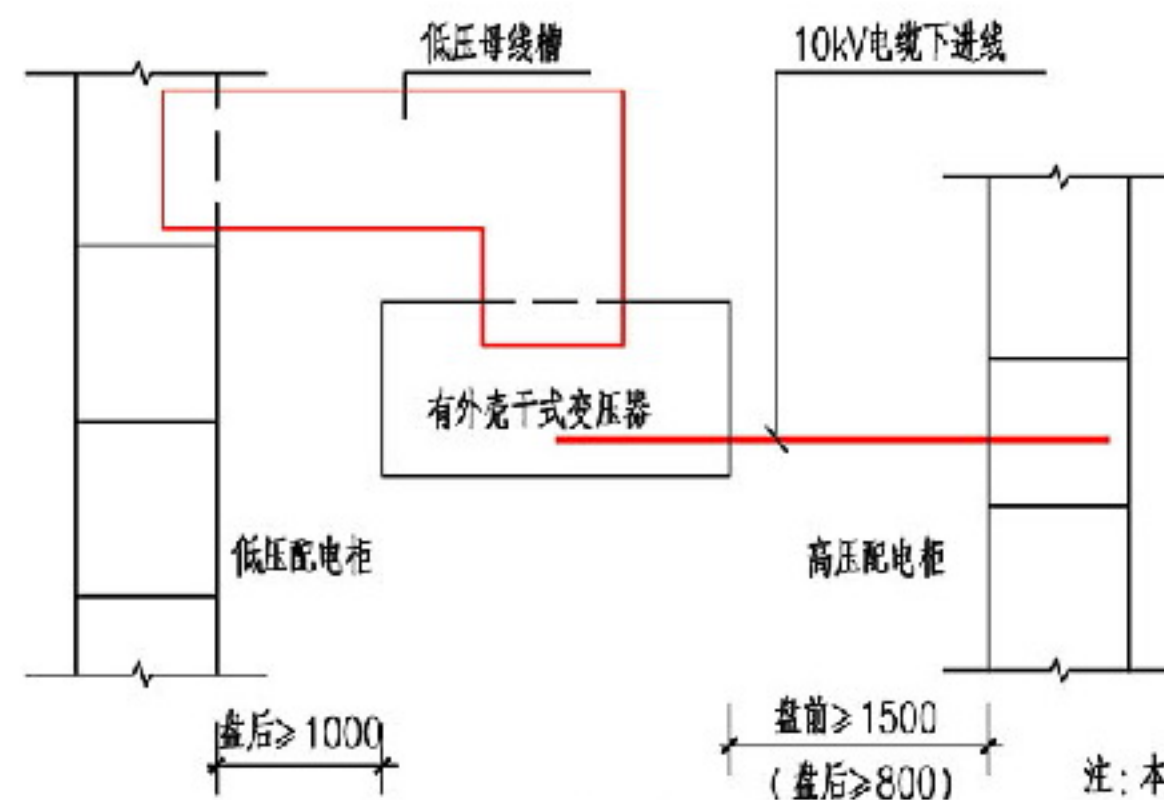 低压母线槽
10kV电缆下进线
有外壳干式变压器
低压配电柜
高压配电柜
盘后≥1000
盘前≥1500
(盘后≥800)
注:本